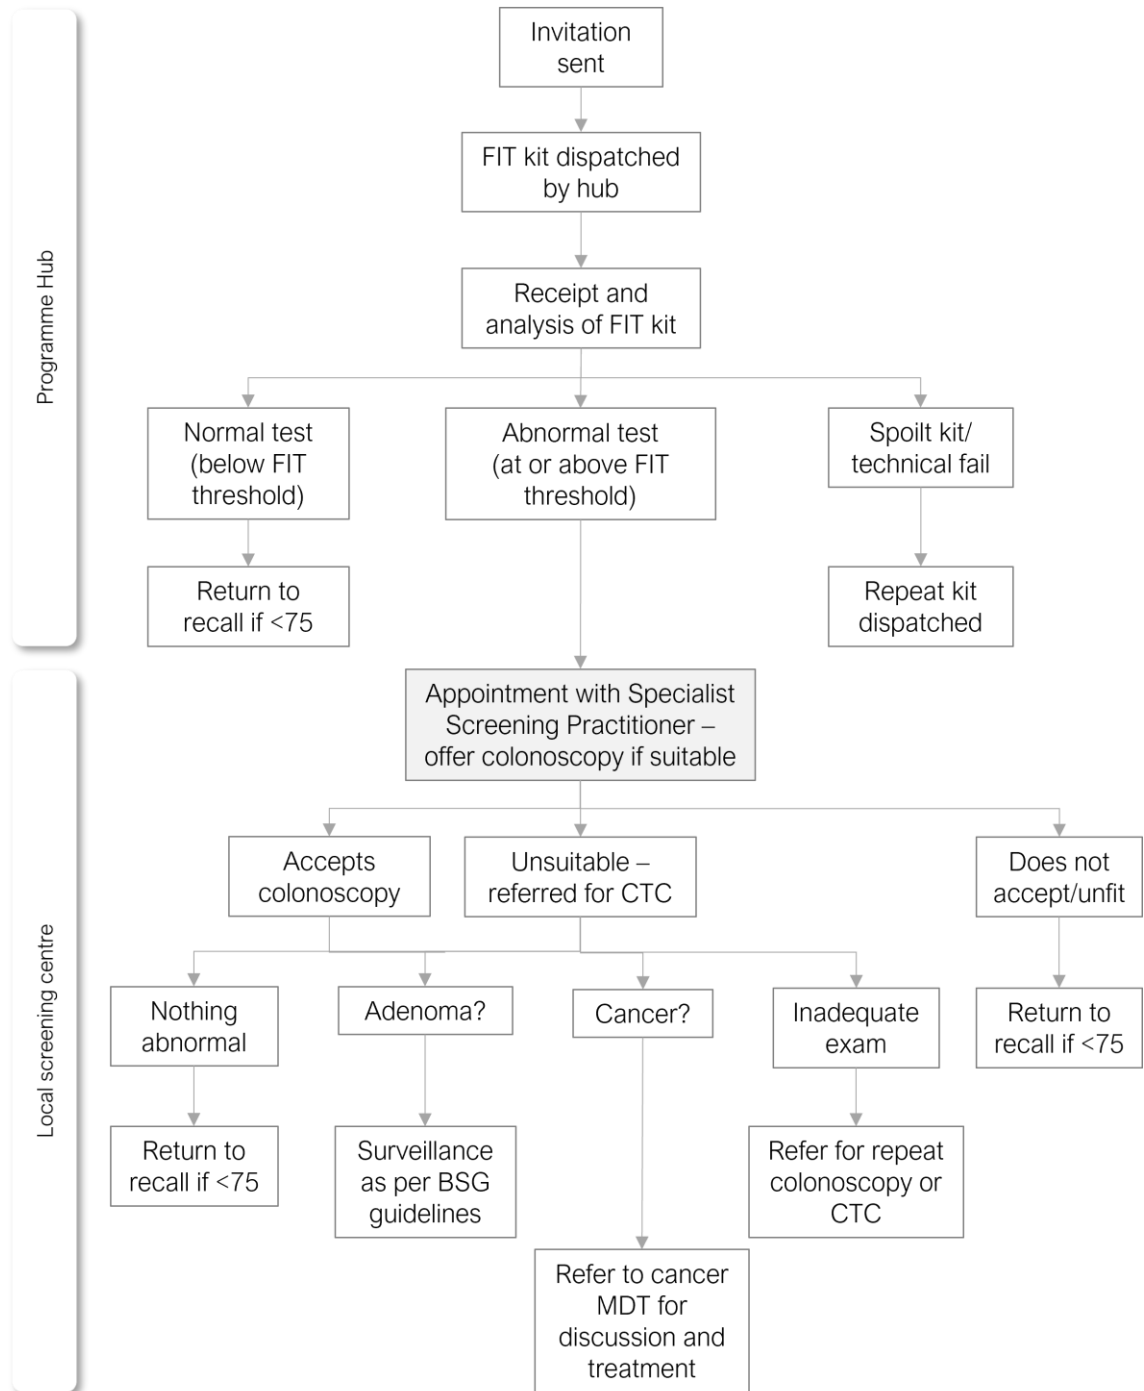 Programme Hub
Invitation
sent
FIT kit dispatched
by hub
Receipt and
analysis of FIT kit
Normal test
(below FIT
threshold)
Abnormal test
(at or above FIT
threshold)
Spoilt kit/
technical fail
Return to
recall if <75
Repeat kit
dispatched
Local screening centre
Appointment with Specialist
Screening Practitioner –
offer colonoscopy if suitable
Accepts
colonoscopy
Unsuitable –
referred for CTC
Does not
accept/unfit
Nothing
abnormal
Adenoma?
Cancer?
Inadequate
exam
Return to
recall if <75
Return to
recall if <75
Surveillance
as per BSG
guidelines
Refer for repeat
colonoscopy or
CTC
Refer to cancer
MDT for
discussion and
treatment